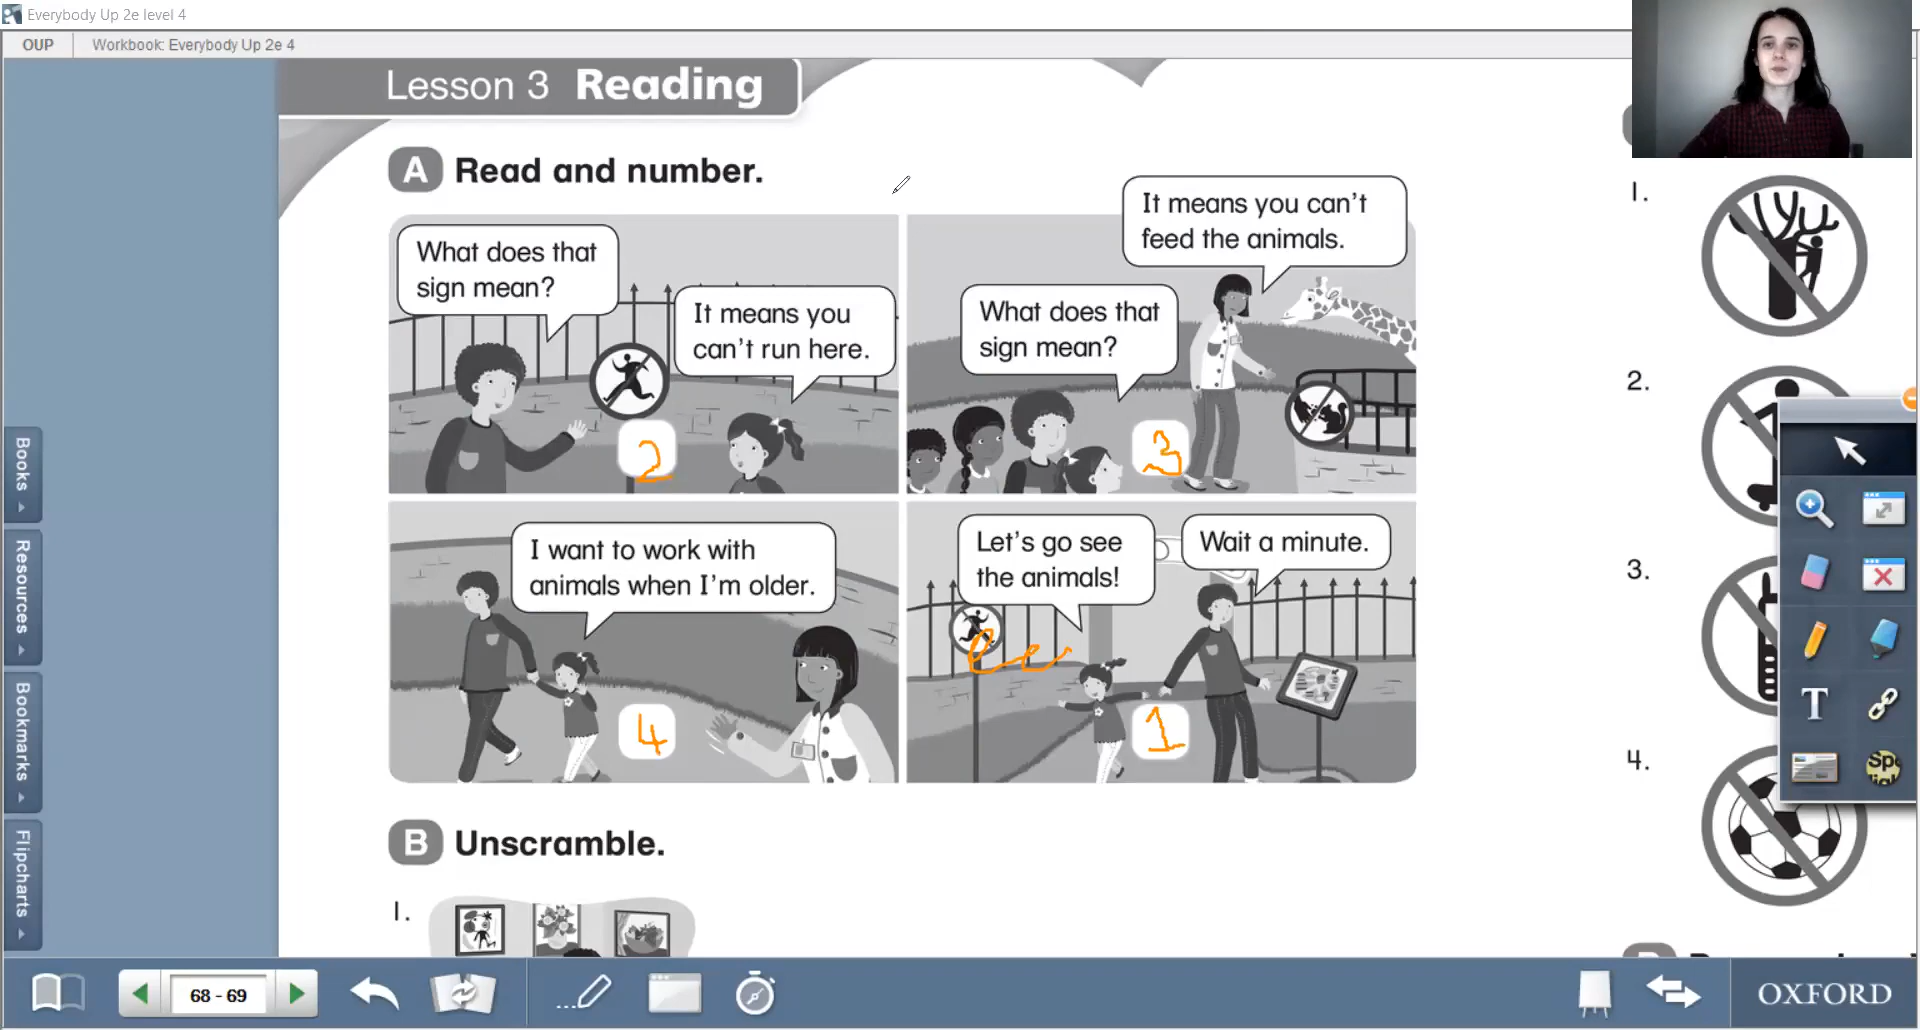 Everybody Up 2e level 4
OUP
Workbook: Everybody Up 2e 4
Lesson 3 Reading
A Read and number.
What does that
sign mean?
It means you
can't run here.
2
It means you can't
feed the animals.
What does that
sign mean?
3
I want to work with
animals when I'm older.
4
Let's go see
the animals!
Wait a minute.
1
B Unscramble.
1.
1.
2.
3.
4.
Books
Resources
Bookmarks
Flipcharts
T
68 - 69
OXFORD